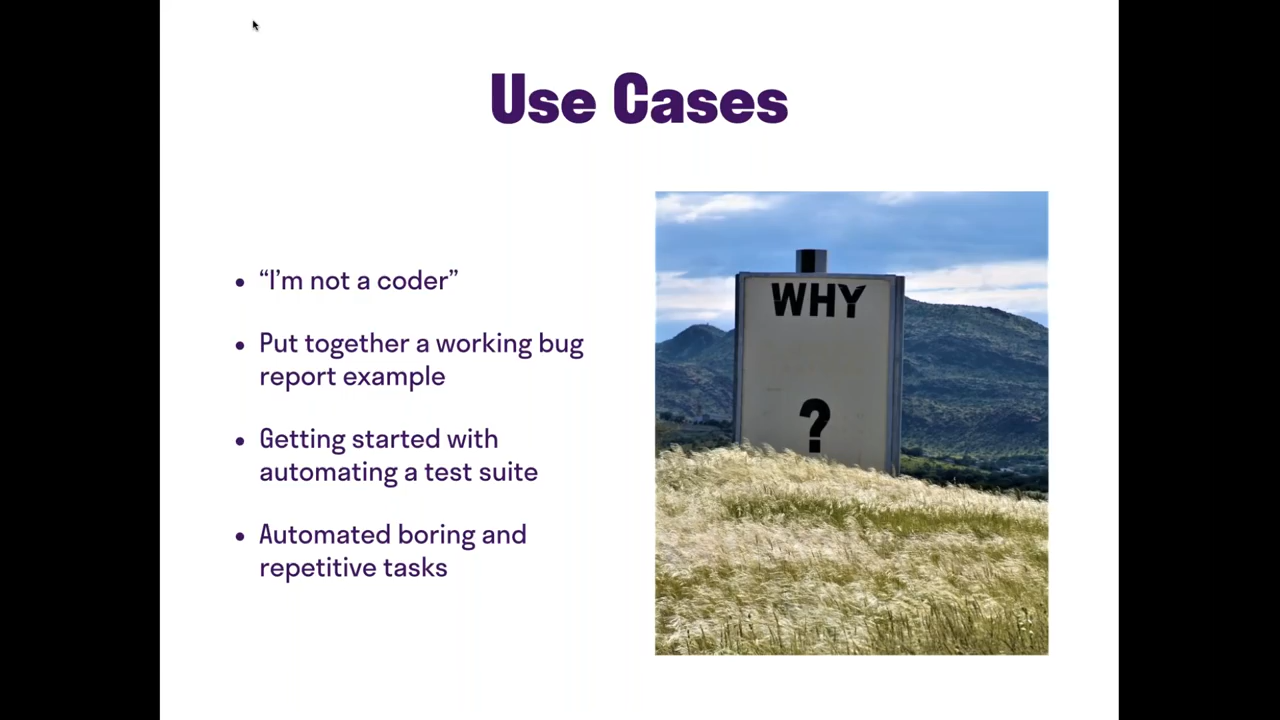 Use Cases
• “I’m not a coder”
• Put together a working bug
report example
• Getting started with
automating a test suite
• Automated boring and
repetitive tasks
WHY
?